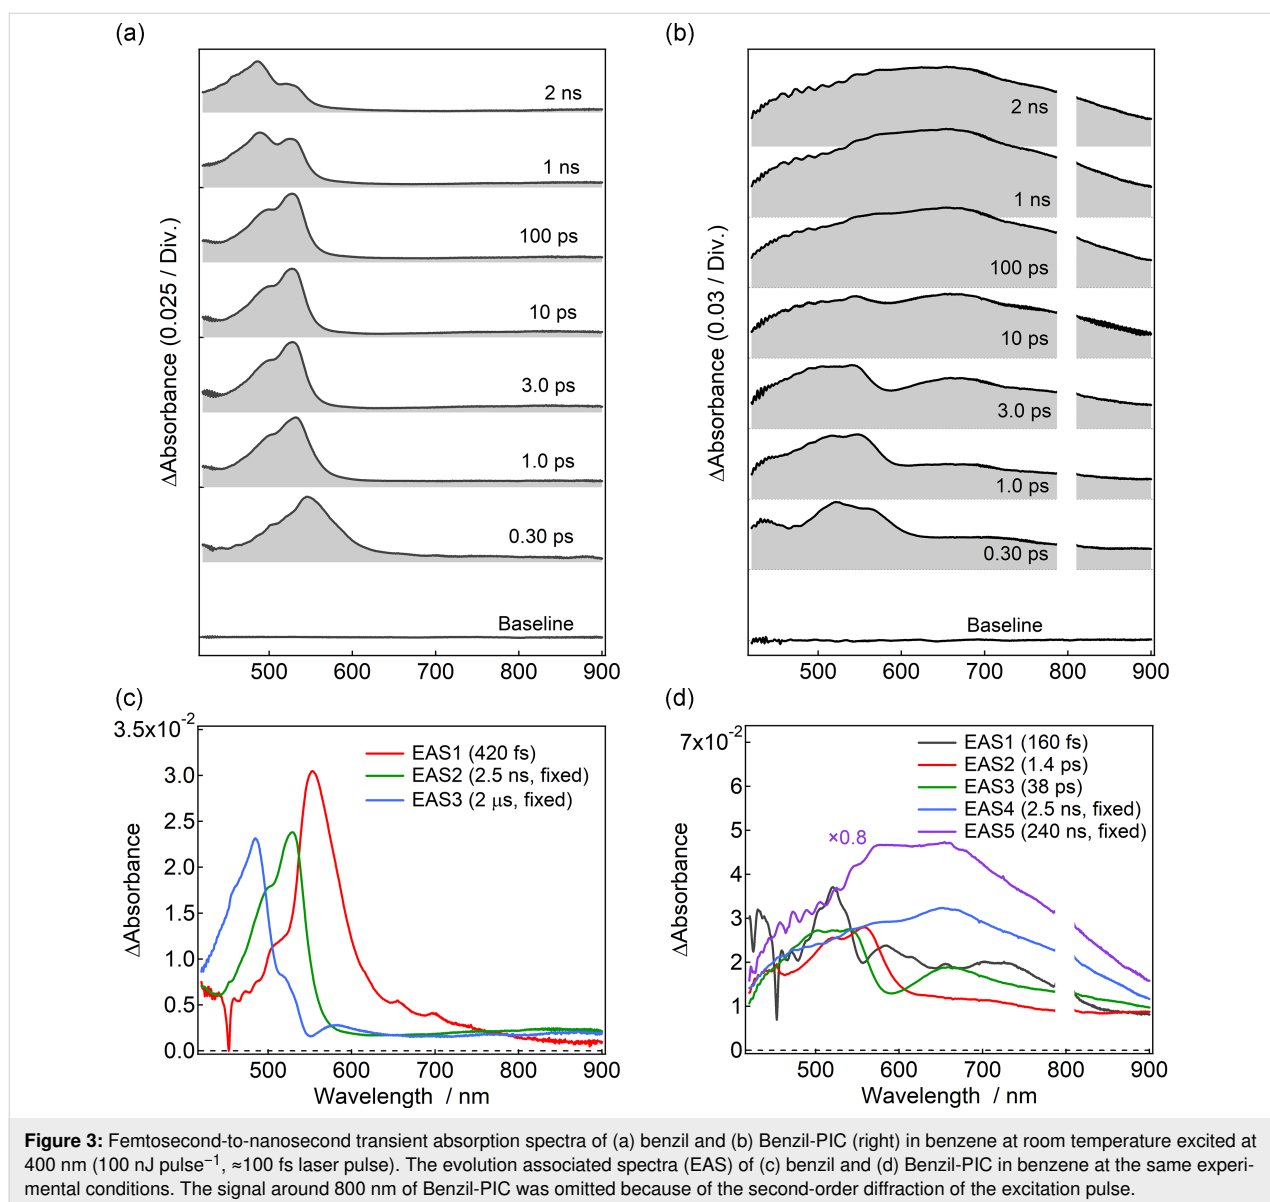 (a)
2 ns
1 ns
100 ps
10 ps
3.0 ps
1.0 ps
0.30 ps
Baseline
ΔAbsorbance (0.025 / Div.)
500 600 700 800 900
(b)
2 ns
1 ns
100 ps
10 ps
3.0 ps
1.0 ps
0.30 ps
Baseline
ΔAbsorbance (0.03 / Div.)
500 600 700 800 900
(c)
3.5x10-2
3.0
2.5
2.0
1.5
1.0
0.5
0.0
ΔAbsorbance
EAS1 (420 fs)
EAS2 (2.5 ns, fixed)
EAS3 (2 μs, fixed)
500 600 700 800 900
Wavelength / nm
(d)
7x10-2
6
5
4
3
2
1
0
ΔAbsorbance
EAS1 (160 fs)
EAS2 (1.4 ps)
EAS3 (38 ps)
EAS4 (2.5 ns, fixed)
EAS5 (240 ns, fixed)
×0.8
500 600 700 800 900
Wavelength / nm
Figure 3: Femtosecond-to-nanosecond transient absorption spectra of (a) benzil and (b) Benzil-PIC (right) in benzene at room temperature excited at
400 nm (100 nJ pulse−1, ≈100 fs laser pulse). The evolution associated spectra (EAS) of (c) benzil and (d) Benzil-PIC in benzene at the same experi-
mental conditions. The signal around 800 nm of Benzil-PIC was omitted because of the second-order diffraction of the excitation pulse.